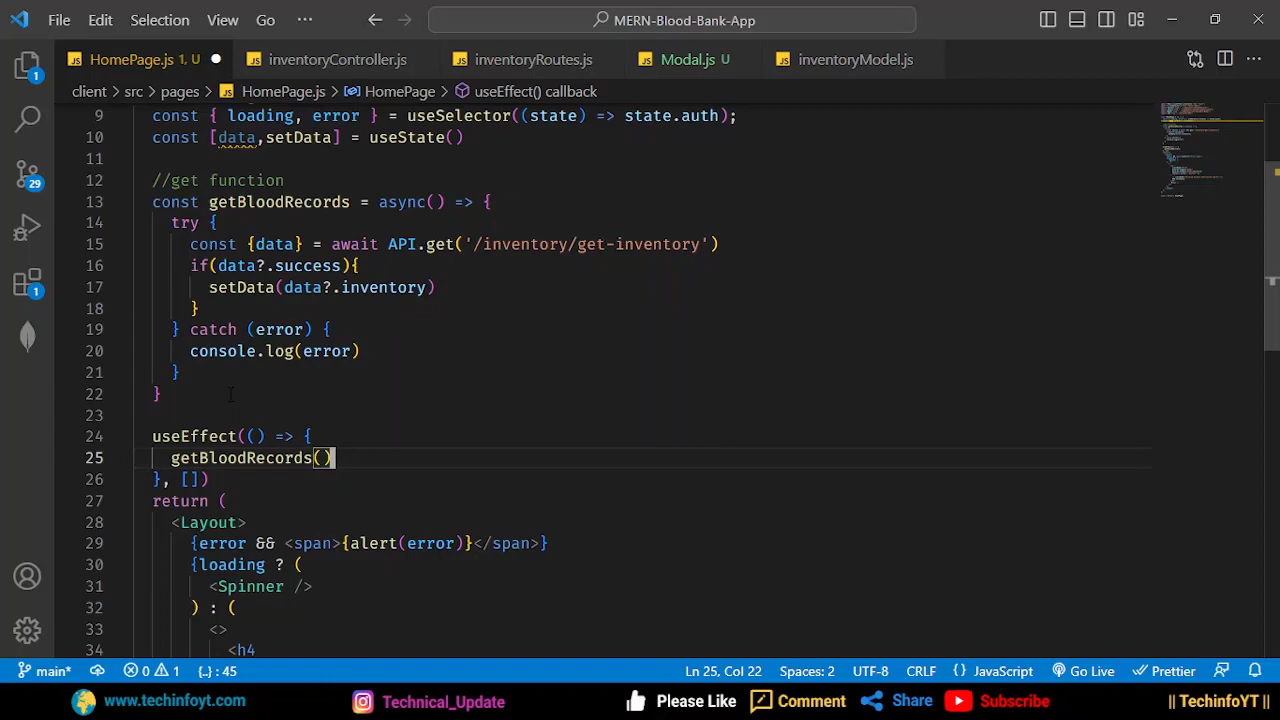 File Edit Selection View Go ··· MERN-Blood-Bank-App
HomePage.js 1, U inventoryController.js inventoryRoutes.js Modal.js U inventoryModel.js
client > src > pages > HomePage.js > HomePage > useEffect() callback
9 const { loading, error } = useSelector((state) => state.auth);
10 const [data,setData] = useState()
11
12 //get function
13 const getBloodRecords = async() => {
14 try {
15 const {data} = await API.get('/inventory/get-inventory')
16 if(data?.success){
17 setData(data?.inventory)
18 }
19 } catch (error) {
20 console.log(error)
21 }
22 }
23
24 useEffect(() => {
25 getBloodRecords()
26 }, [])
27 return (
28 <Layout>
29 {error && <span>{alert(error)}</span>}
30 {loading ? (
31 <Spinner />
32 ) : (
33 <>
34 <h4
1
29
1
main* 0 1 {..} : 45 Ln 25, Col 22 Spaces: 2 UTF-8 CRLF {} JavaScript Go Live Prettier
www.techinfoyt.com Technical_Update Please Like Comment Share Subscribe || TechinfoYT ||